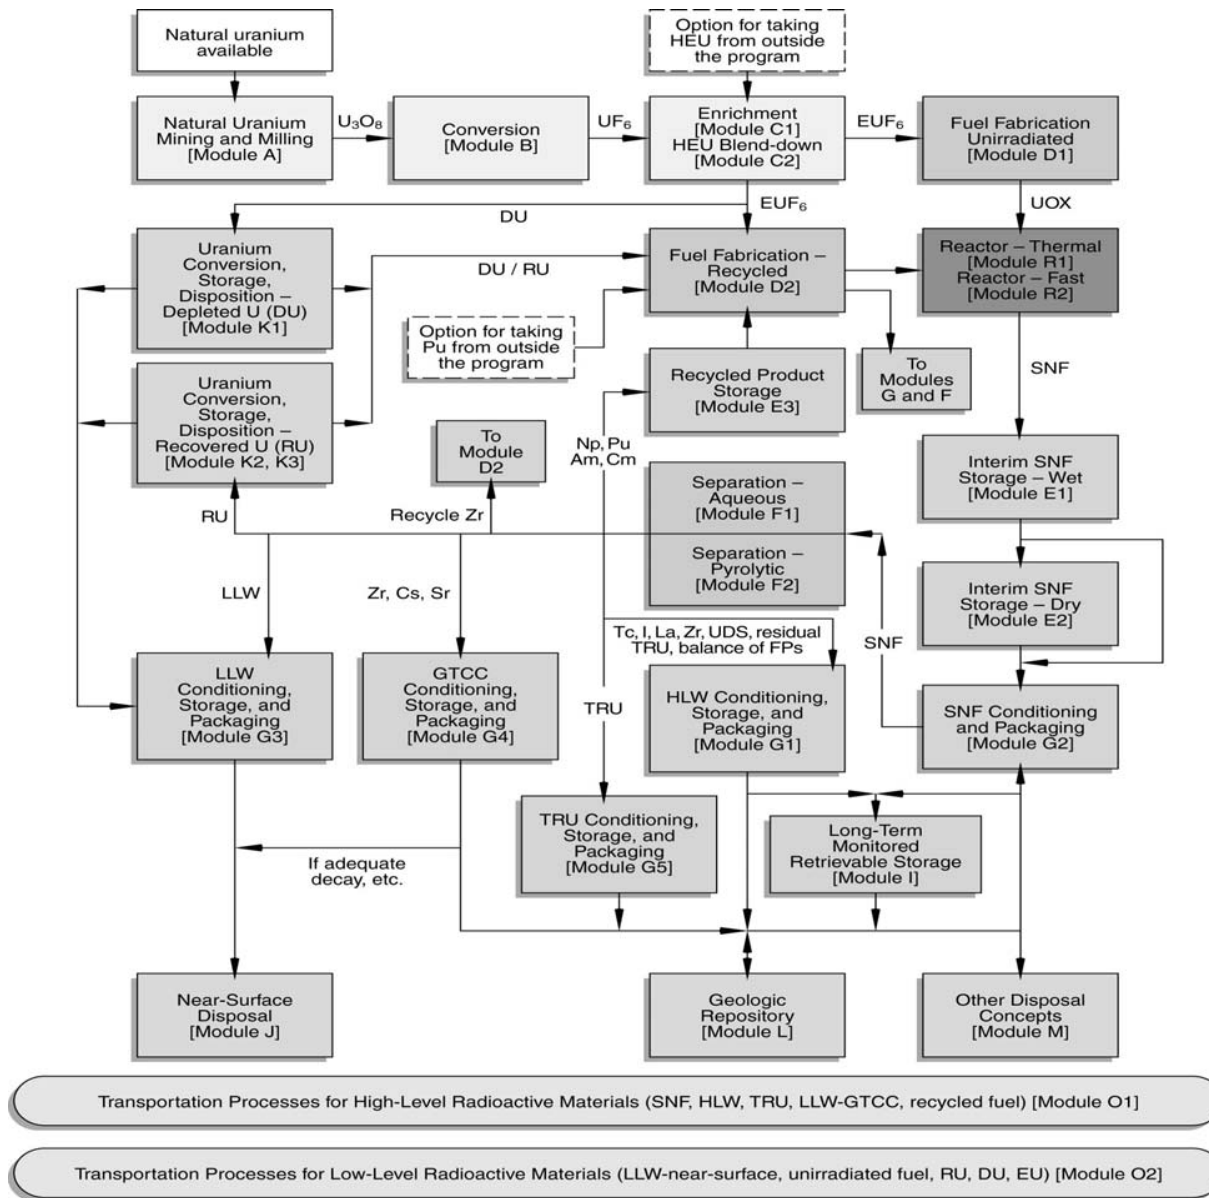 Natural uranium
available
Option for taking
HEU from outside
the program
Natural Uranium
Mining and Milling
[Module A]
U₃O₈
Conversion
[Module B]
UF₆
Enrichment
[Module C1]
HEU Blend-down
[Module C2]
EUF₆
Fuel Fabrication
Unirradiated
[Module D1]
DU
EUF₆
UOX
Uranium
Conversion,
Storage,
Disposition –
Depleted U (DU)
[Module K1]
DU / RU
Fuel Fabrication –
Recycled
[Module D2]
Reactor – Thermal
[Module R1]
Reactor – Fast
[Module R2]
Option for taking
Pu from outside
the program
To
Modules
G and F
SNF
Uranium
Conversion,
Storage,
Disposition –
Recovered U (RU)
[Module K2, K3]
Recycled Product
Storage
[Module E3]
To
Module
D2
Np, Pu
Am, Cm
Interim SNF
Storage – Wet
[Module E1]
RU
Recycle Zr
Separation –
Aqueous
[Module F1]
Separation –
Pyrolytic
[Module F2]
LLW
Zr, Cs, Sr
Interim SNF
Storage – Dry
[Module E2]
Tc, I, La, Zr, UDS, residual
TRU, balance of FPs
SNF
LLW
Conditioning,
Storage, and
Packaging
[Module G3]
GTCC
Conditioning,
Storage, and
Packaging
[Module G4]
TRU
HLW Conditioning,
Storage, and
Packaging
[Module G1]
SNF Conditioning
and Packaging
[Module G2]
If adequate
decay, etc.
TRU Conditioning,
Storage, and
Packaging
[Module G5]
Long-Term
Monitored
Retrievable Storage
[Module I]
Near-Surface
Disposal
[Module J]
Geologic
Repository
[Module L]
Other Disposal
Concepts
[Module M]
Transportation Processes for High-Level Radioactive Materials (SNF, HLW, TRU, LLW-GTCC, recycled fuel) [Module O1]
Transportation Processes for Low-Level Radioactive Materials (LLW-near-surface, unirradiated fuel, RU, DU, EU) [Module O2]